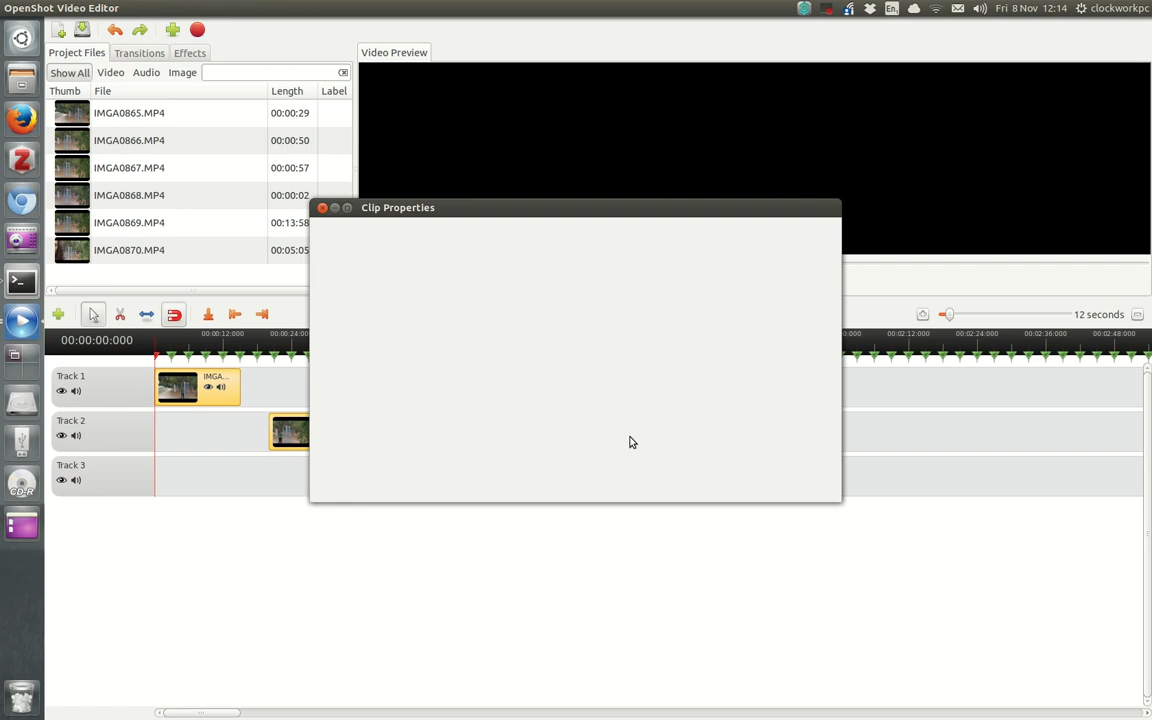 OpenShot Video Editor
En
Fri 8 Nov 12:14
clockworkpc
Project Files
Transitions
Effects
Video Preview
Show All
Video
Audio
Image
Thumb
File
Length
Label
IMGA0865.MP4
00:00:29
IMGA0866.MP4
00:00:50
IMGA0867.MP4
00:00:57
IMGA0868.MP4
00:00:02
IMGA0869.MP4
00:13:58
IMGA0870.MP4
00:05:05
Clip Properties
12 seconds
00:00:00:000
00:00:12:000
00:00:24:00
0:000
00:02:12:000
00:02:24:000
00:02:36:000
00:02:48:000
Track 1
IMGA...
Track 2
Track 3
CD-R